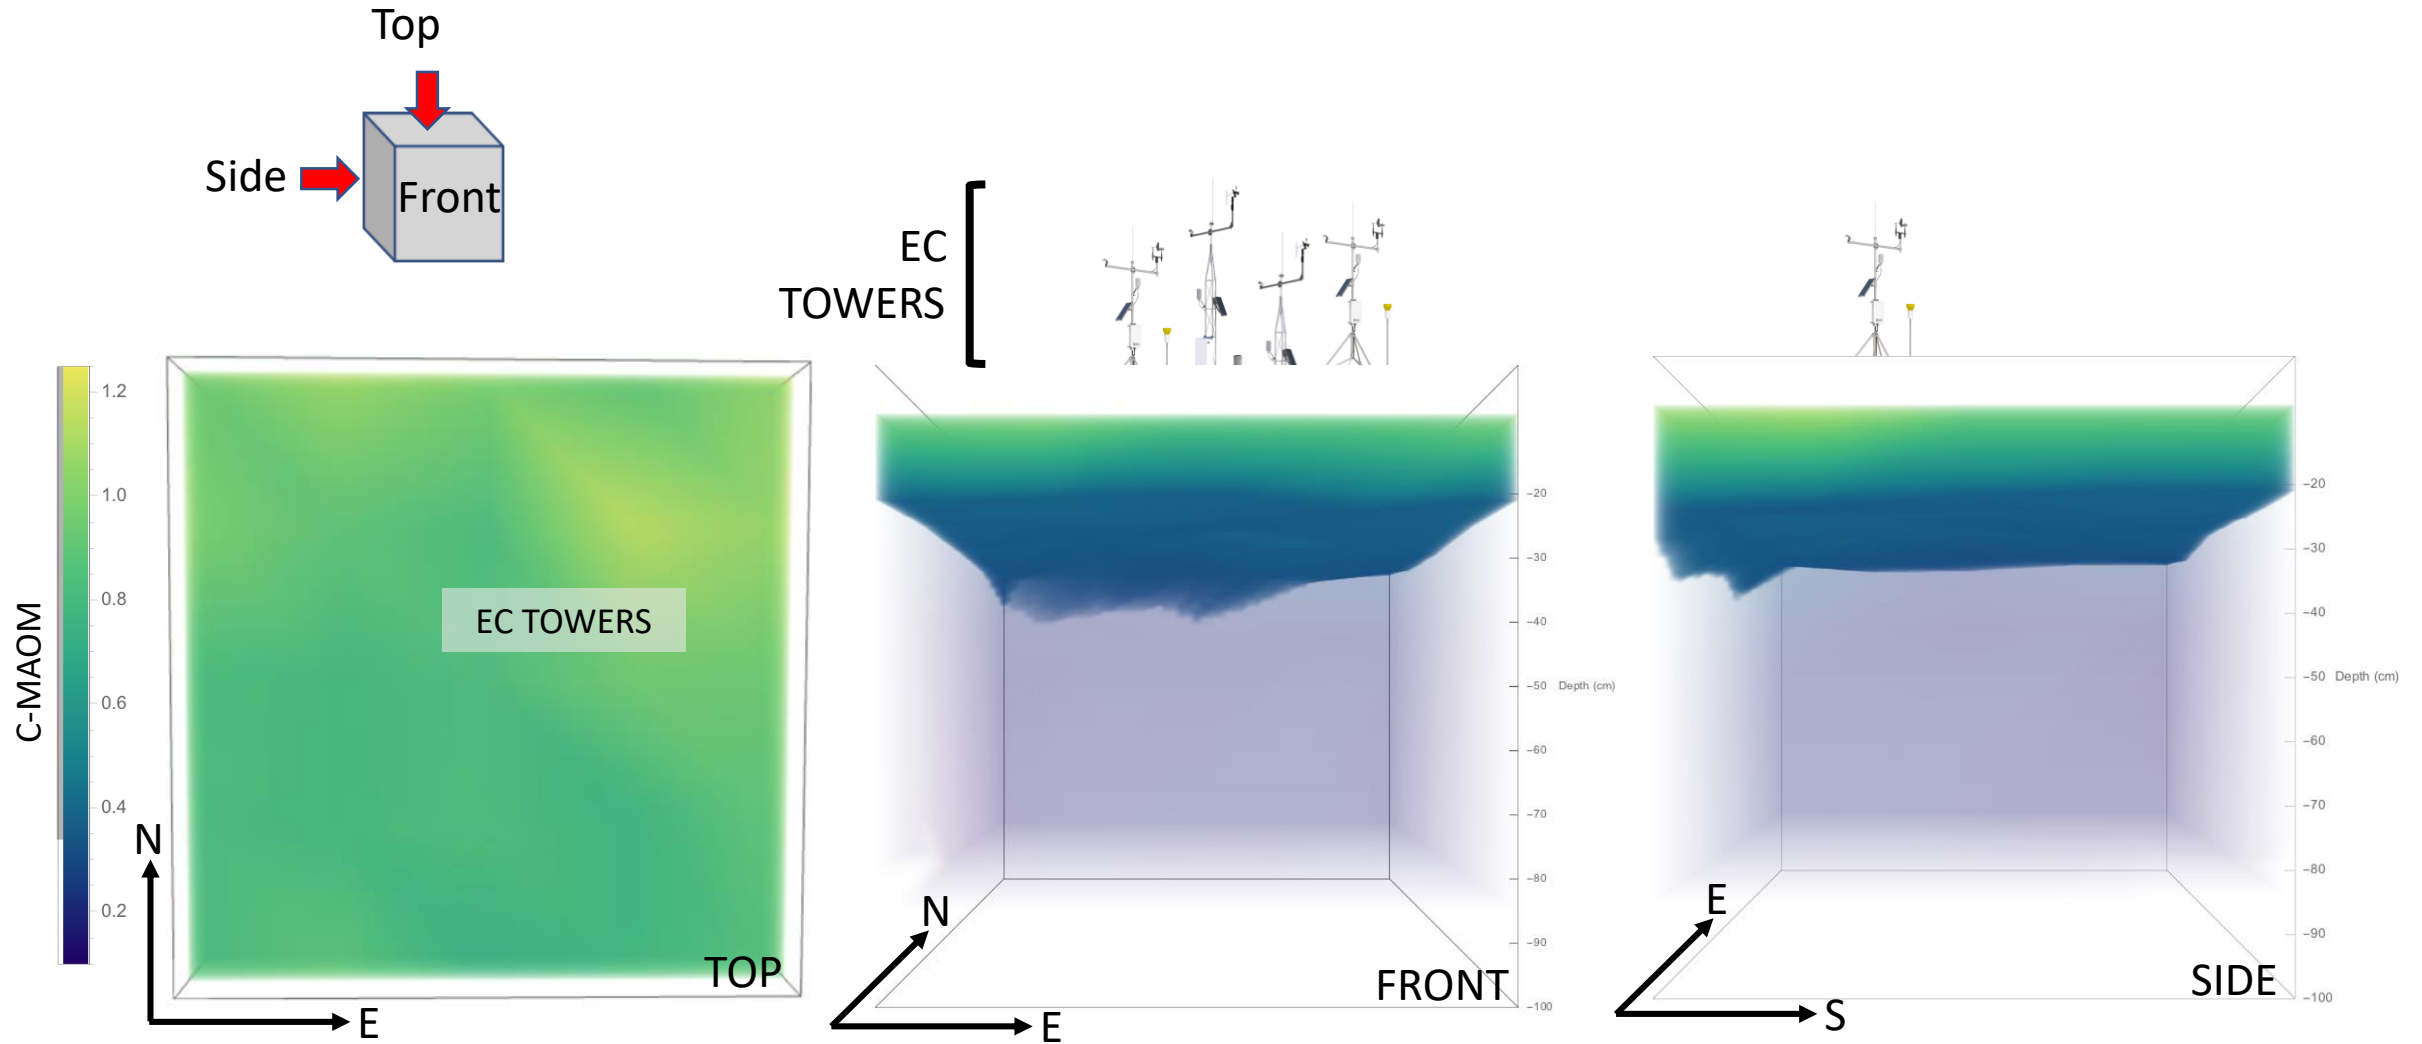 Top
Side
Front
EC
TOWERS
1.2
1.0
0.8
0.6
0.4
0.2
C-MAOM
EC TOWERS
TOP
N
E
−20
−30
−40
−50
Depth (cm)
−60
−70
−80
−90
−100
FRONT
N
E
−20
−30
−40
−50
Depth (cm)
−60
−70
−80
−90
−100
SIDE
E
S